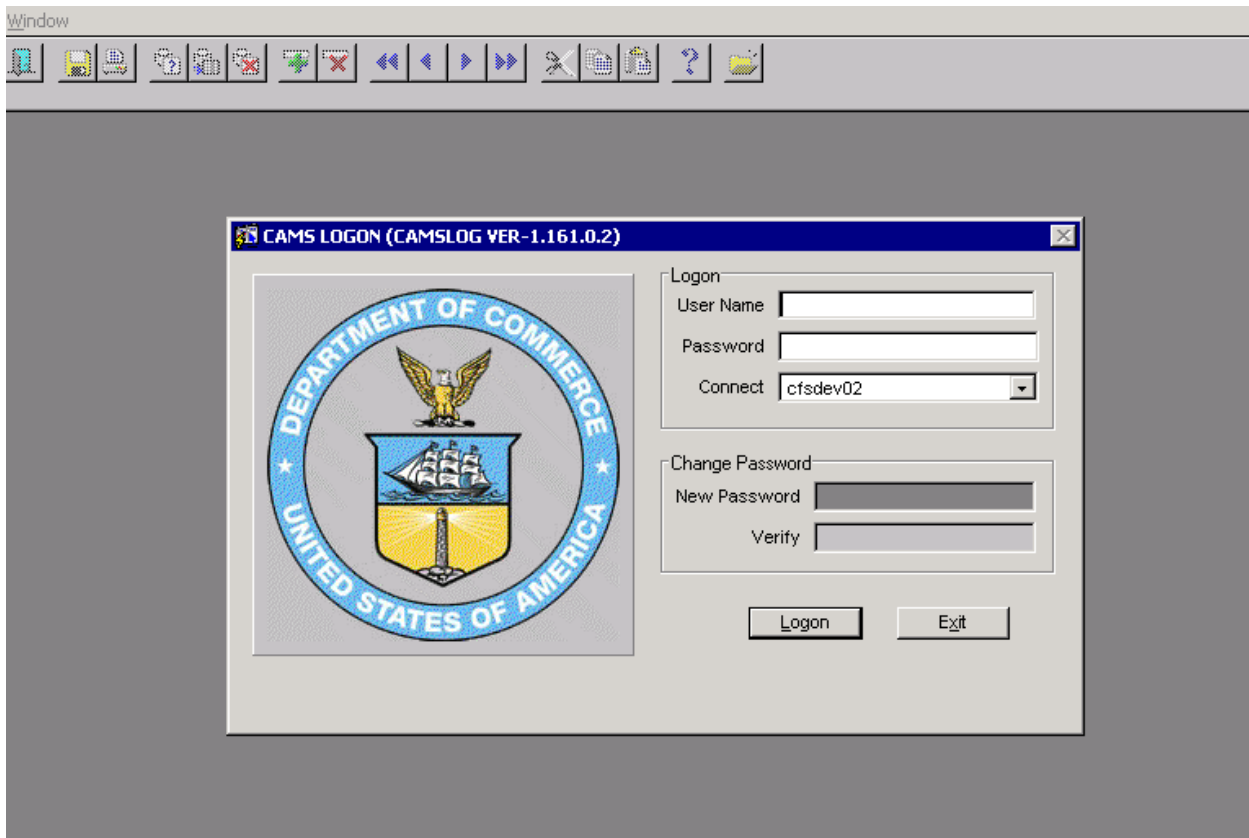 Window
CAMS LOGON (CAMSLOG VER-1.161.0.2)
DEPARTMENT OF COMMERCE
UNITED STATES OF AMERICA
Logon
User Name
Password
Connect cfsdev02
Change Password
New Password
Verify
Logon
Exit